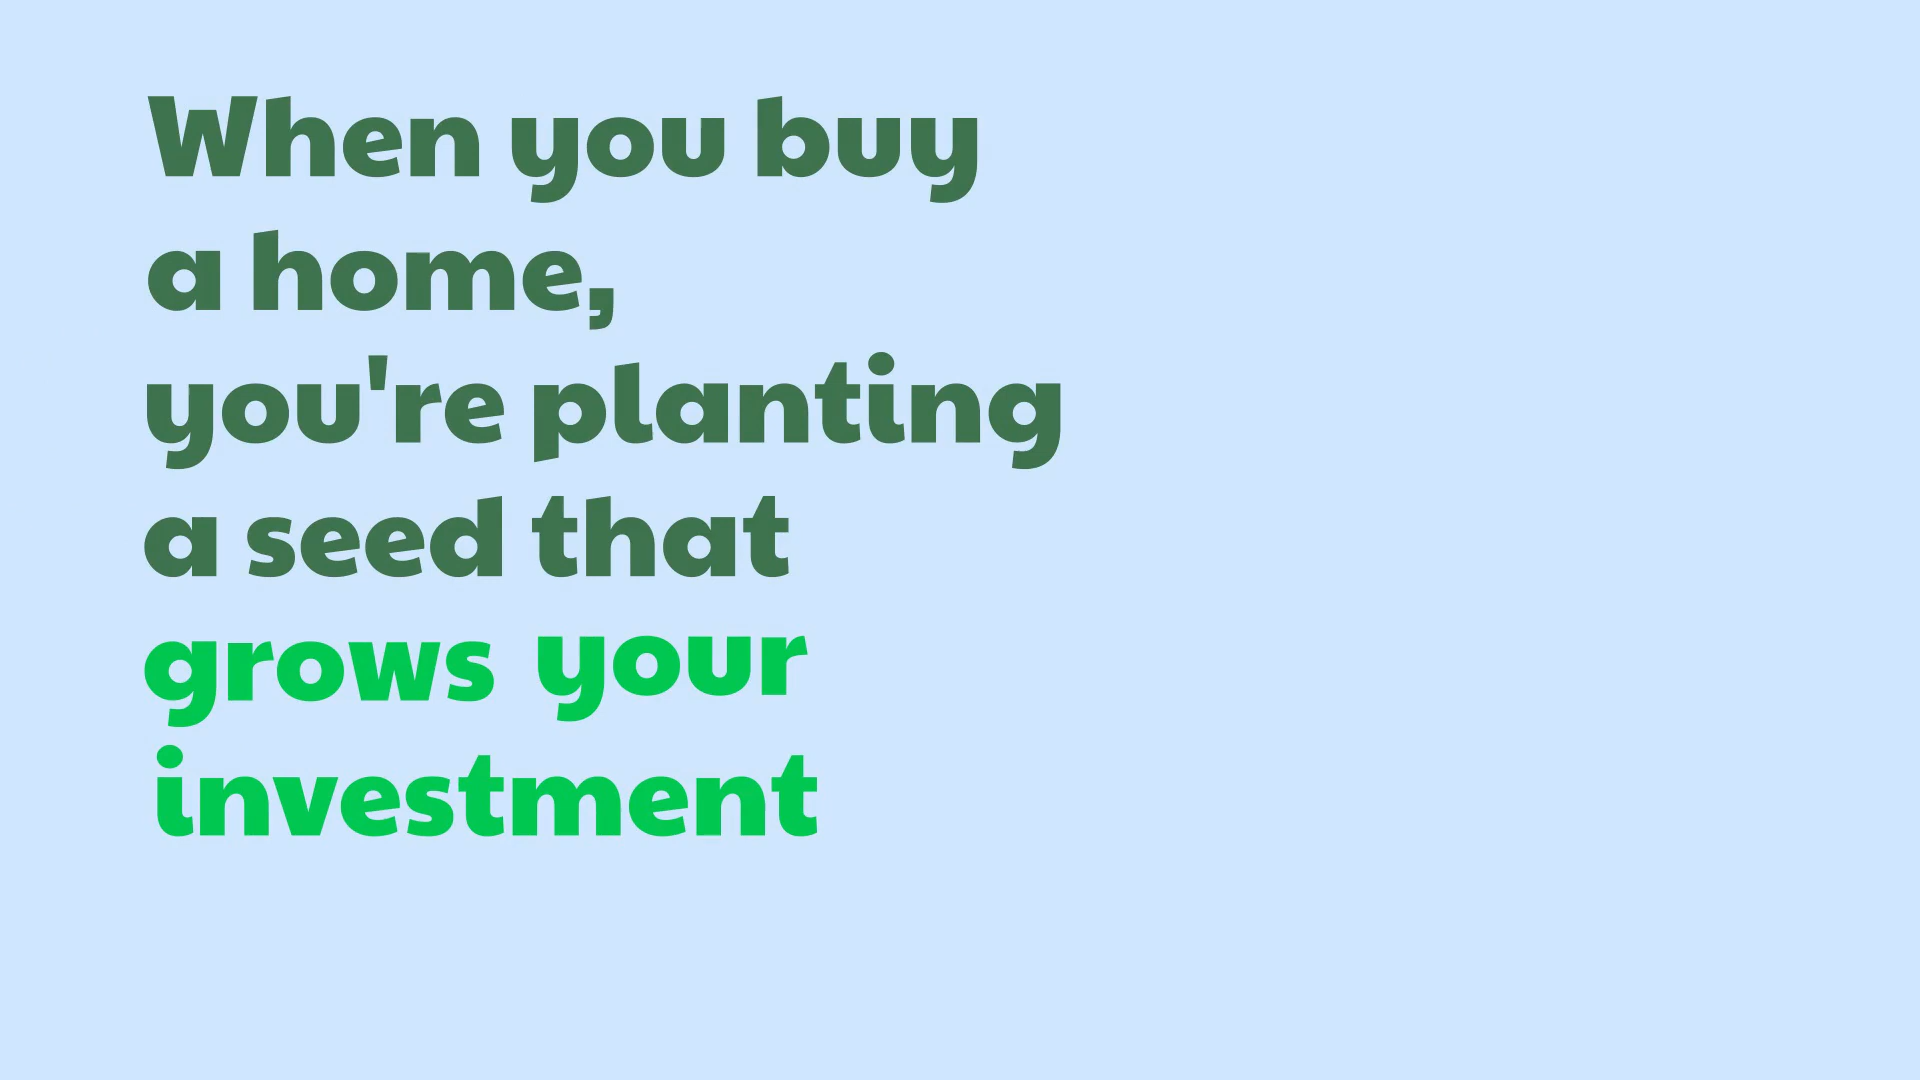 When you buy
a home,
you're planting
a seed that
grows your
investment